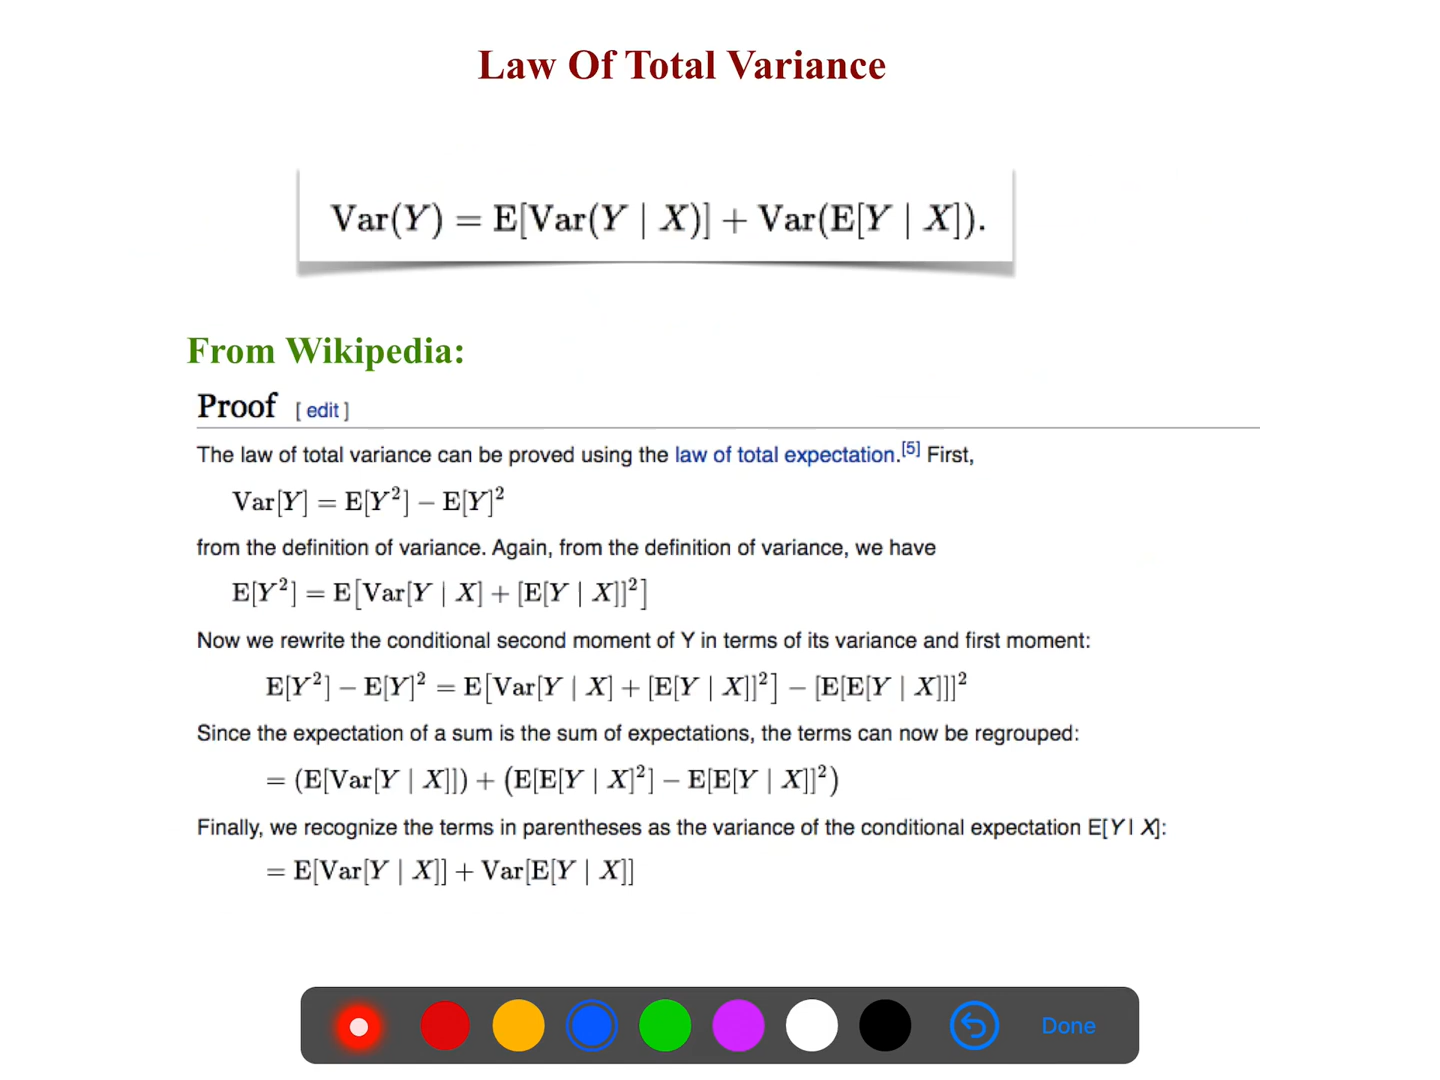 Law Of Total Variance
Var(Y) = E[Var(Y | X)] + Var(E[Y | X]).
From Wikipedia:
Proof [ edit ]
The law of total variance can be proved using the law of total expectation.[5] First,
Var[Y] = E[Y²] − E[Y]²
from the definition of variance. Again, from the definition of variance, we have
E[Y²] = E[Var[Y | X] + [E[Y | X]]²]
Now we rewrite the conditional second moment of Y in terms of its variance and first moment:
E[Y²] − E[Y]² = E[Var[Y | X] + [E[Y | X]]²] − [E[E[Y | X]]]²
Since the expectation of a sum is the sum of expectations, the terms can now be regrouped:
= (E[Var[Y | X]]) + (E[E[Y | X]²] − E[E[Y | X]]²)
Finally, we recognize the terms in parentheses as the variance of the conditional expectation E[Y | X]:
= E[Var[Y | X]] + Var[E[Y | X]]
Done